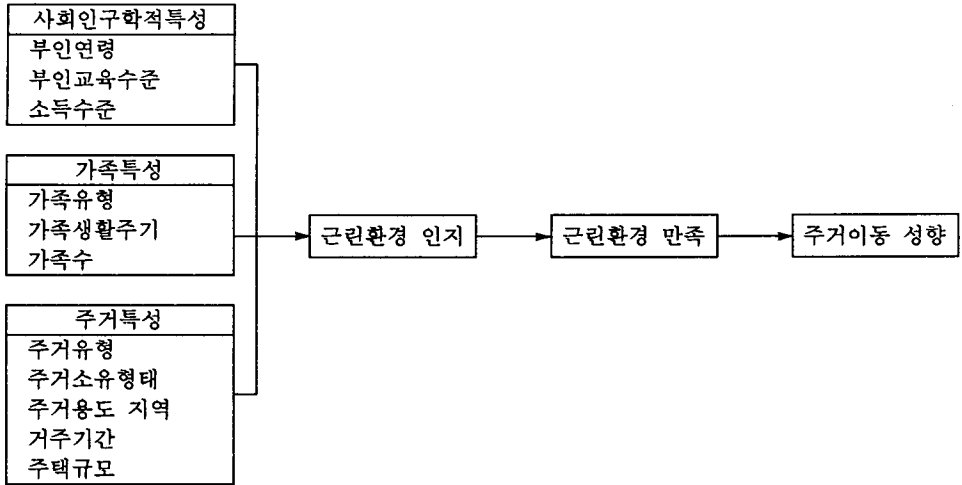 사회인구학적특성
부인연령
부인교육수준
소득수준
가족특성
가족유형
가족생활주기
가족수
근린환경 인지
근린환경 만족
주거이동 성향
주거특성
주거유형
주거소유형태
주거용도 지역
거주기간
주택규모